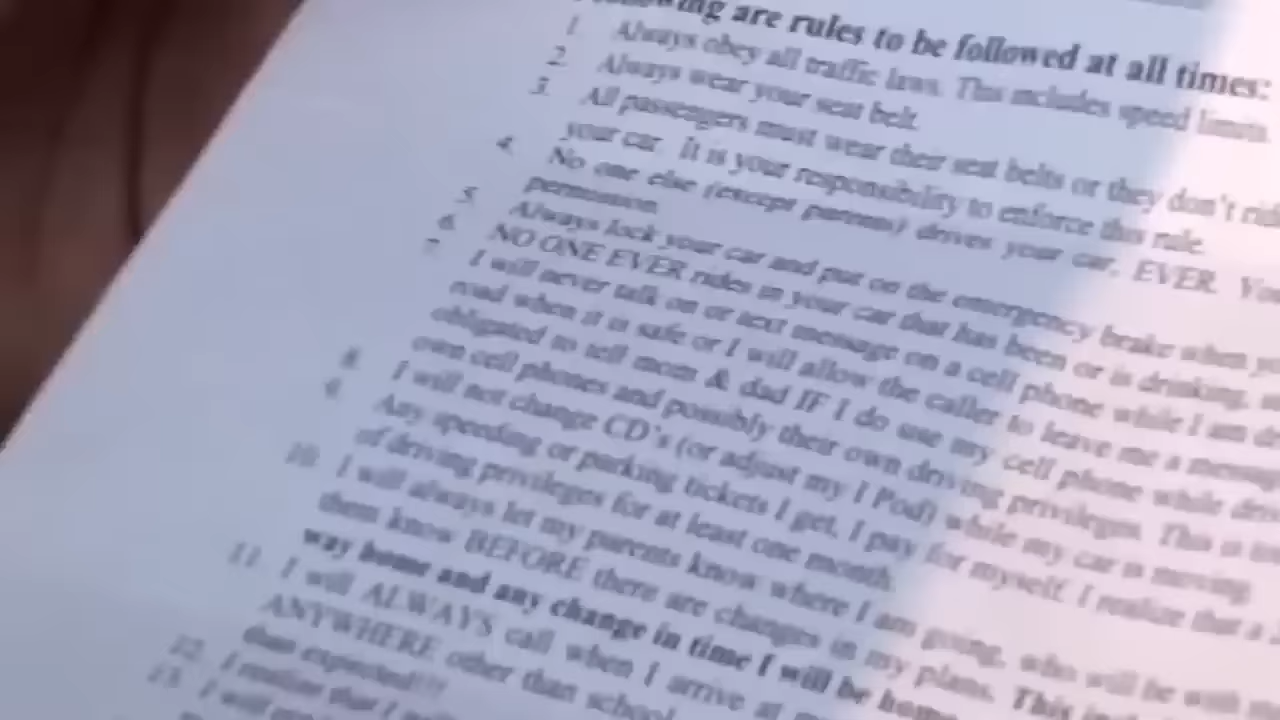 are rules to be followed at all times:
1. Always obey all traffic laws. This includes speed limits.
2. Always wear your seat belt.
3. All passengers must wear their seat belts or they don't
your car. It is your responsibility to enforce this rule.
4. No one else (except parents) drives your car, EVER.
permission.
5. Always lock your car and put on the emergency brake when
6. NO ONE EVER rides in your car that has been or is drinking,
7. I will never talk on or text message on a cell phone while I am
road when it is safe or I will allow the caller to leave me a
obligated to tell mom & dad IF I do use my cell phone while
own cell phones and possibly their own driving privileges. This is
8. I will not change CD's (or adjust my I Pod) while my car is moving.
9. Any speeding or parking tickets I get, I pay for myself. I realize that a
of driving privileges for at least one month.
10. I will always let my parents know where I am going, who will be with
them know BEFORE there are changes in my plans. This
way home and any change in time I will be home
11. I will ALWAYS call when I arrive at
ANYWHERE other than school
than expected!!!
12. I realize that I
13. I will